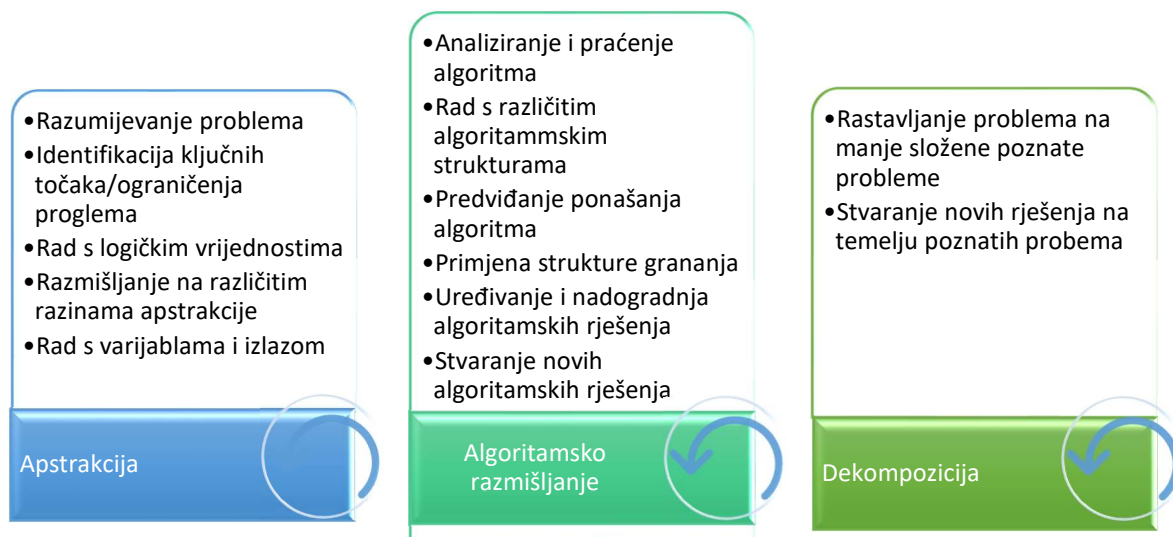 •Razumijevanje problema
•Identifikacija ključnih
točaka/ograničenja
proglema
•Rad s logičkim vrijednostima
•Razmišljanje na različitim
razinama apstrakcije
•Rad s varijablama i izlazom
Apstrakcija
•Analiziranje i praćenje
algoritma
•Rad s različitim
algoritammskim
strukturama
•Predviđanje ponašanja
algoritma
•Primjena strukture grananja
•Uređivanje i nadogradnja
algoritamskih rješenja
•Stvaranje novih
algoritamskih rješenja
Algoritamsko
razmišljanje
•Rastavljanje problema na
manje složene poznate
probleme
•Stvaranje novih rješenja na
temelju poznatih probema
Dekompozicija